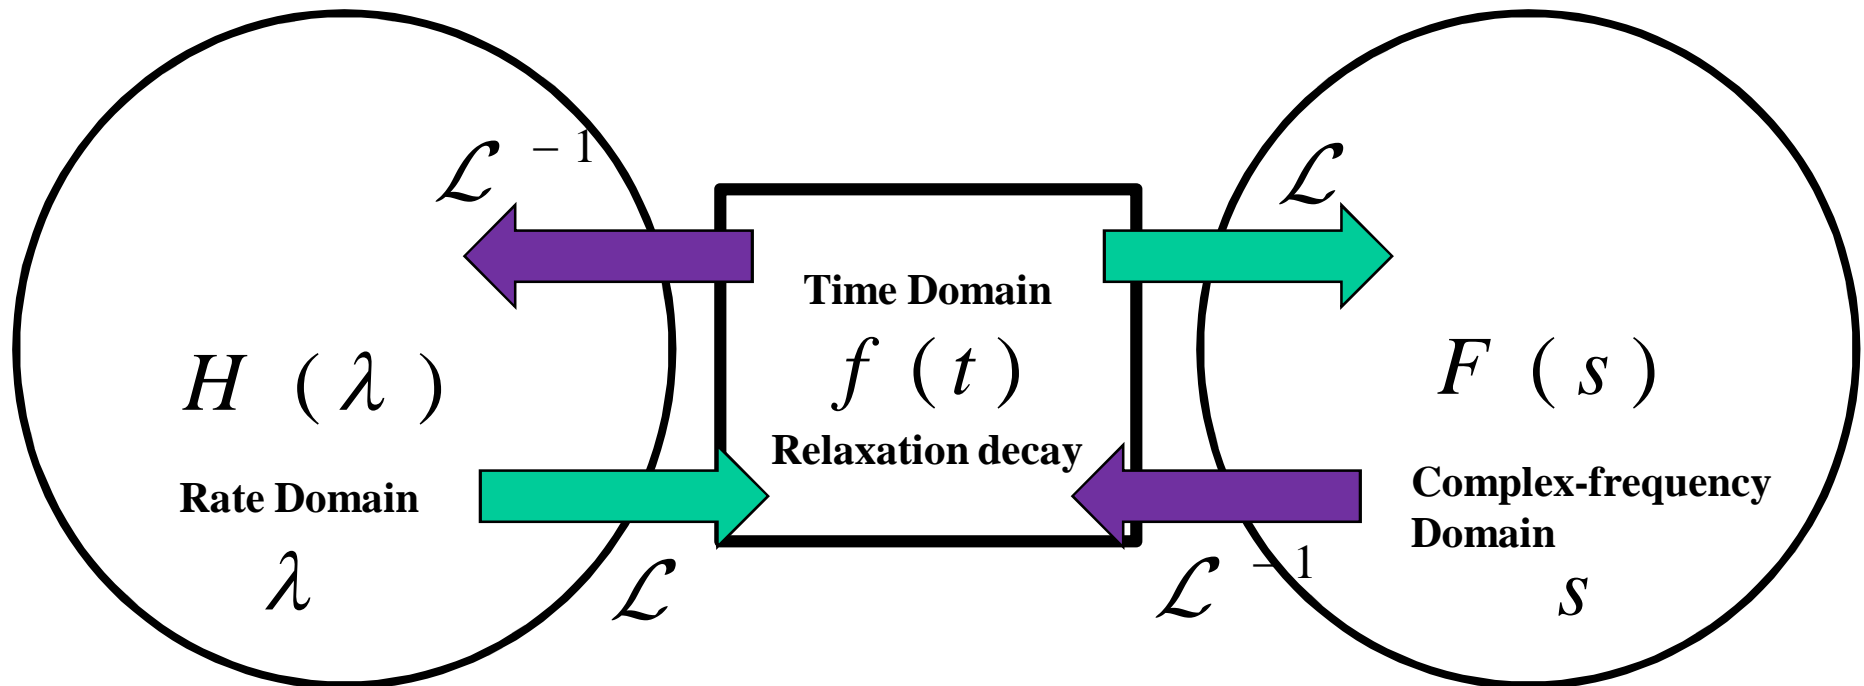 ℒ⁻¹
H(λ)
Rate Domain
λ
ℒ
Time Domain
f(t)
Relaxation decay
ℒ
F(s)
Complex-frequency
Domain
s
ℒ⁻¹